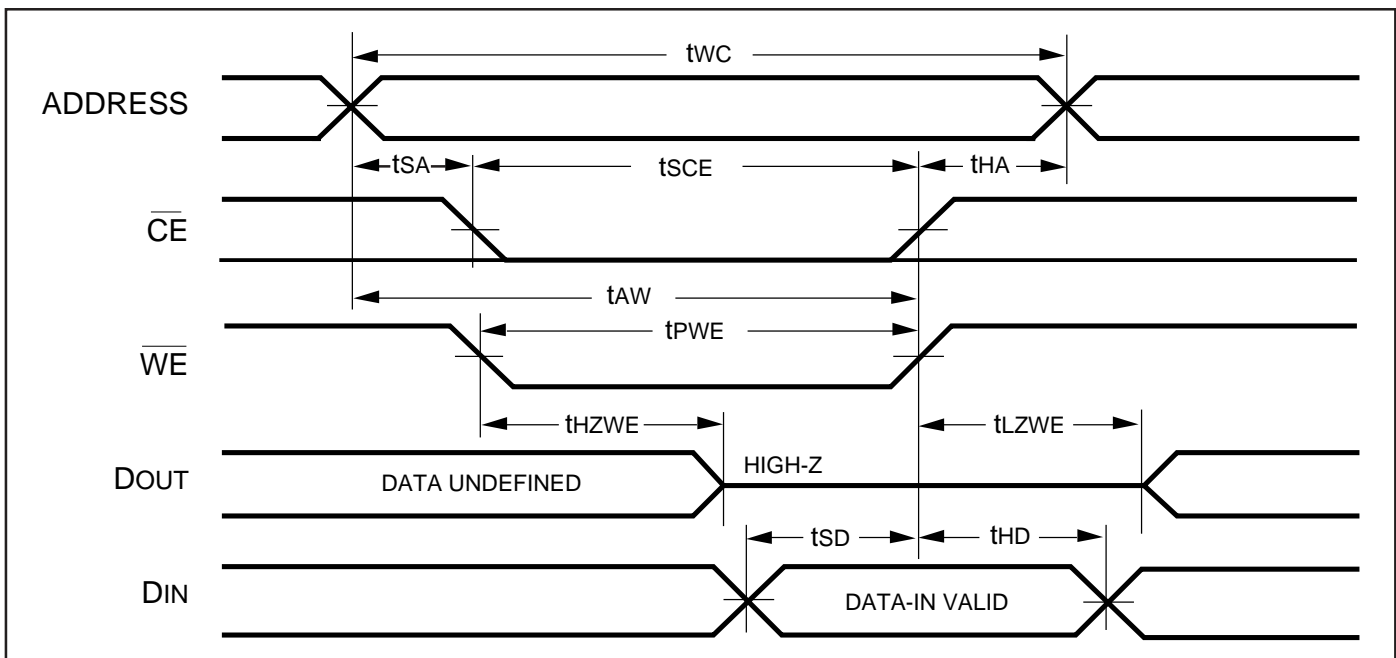 tWC
ADDRESS
tSA
tSCE
tHA
CE
tAW
tPWE
WE
tHZWE
tLZWE
DOUT
DATA UNDEFINED
HIGH-Z
tSD
tHD
DIN
DATA-IN VALID